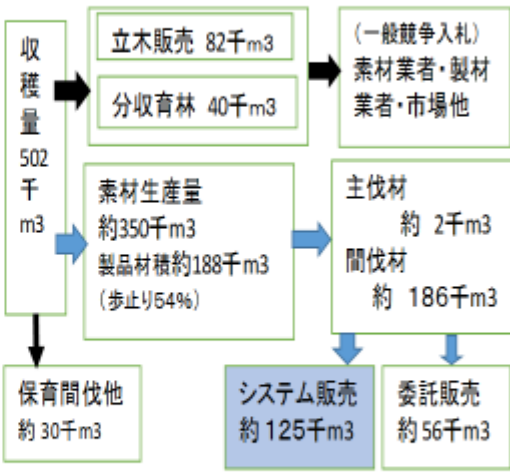 収
穫
量
502
千
m3
立木販売 82千m3
分収育林 40千m3
(一般競争入札)
素材業者・製材
業者・市場他
素材生産量
約350千m3
製品材積約188千m3
(歩止り54%)
主伐材
約 2千m3
間伐材
約 186千m3
保育間伐他
約30千m3
システム販売
約125千m3
委託販売
約56千m3